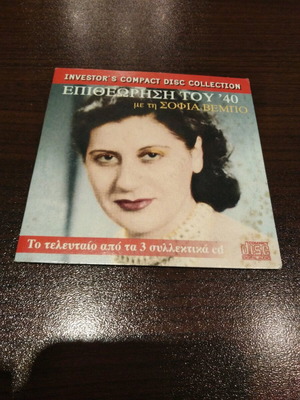 INVESTOR'S COMPACT DISC COLLECTION
ΕΠΙΘΕΩΡΗΣΗ ΤΟΥ '40
με τη ΣΟΦΙΑ ΒΕΜΠΟ
Το τελευταίο από τα 3 συλλεκτικά cd